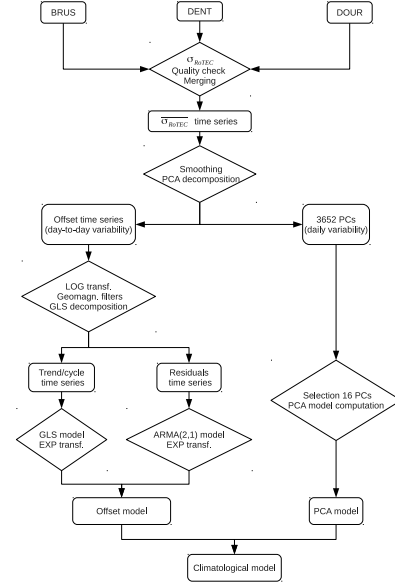 BRUS
DENT
DOUR
σ_RoTEC
Quality check
Merging
σ_RoTEC time series
Smoothing
PCA decomposition
Offset time series
(day-to-day variability)
3652 PCs
(daily variability)
LOG transf.
Geomagn. filters
GLS decomposition
Trend/cycle
time series
Residuals
time series
Selection 16 PCs
PCA model computation
GLS model
EXP transf.
ARMA(2,1) model
EXP transf.
Offset model
PCA model
Climatological model